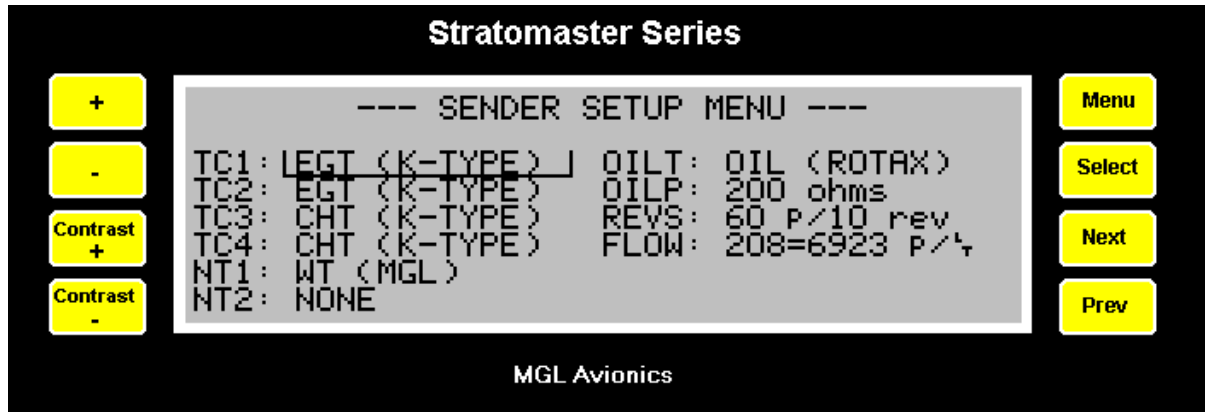 Stratomaster Series
+
-
Contrast
+
Contrast
-
--- SENDER SETUP MENU ---
TC1: EGT (K-TYPE)
TC2: EGT (K-TYPE)
TC3: CHT (K-TYPE)
TC4: CHT (K-TYPE)
NT1: WT (MGL)
NT2: NONE
OILT: OIL (ROTAX)
OILP: 200 ohms
REVS: 60 P/10 rev
FLOW: 208=6923 P/
Menu
Select
Next
Prev
MGL Avionics